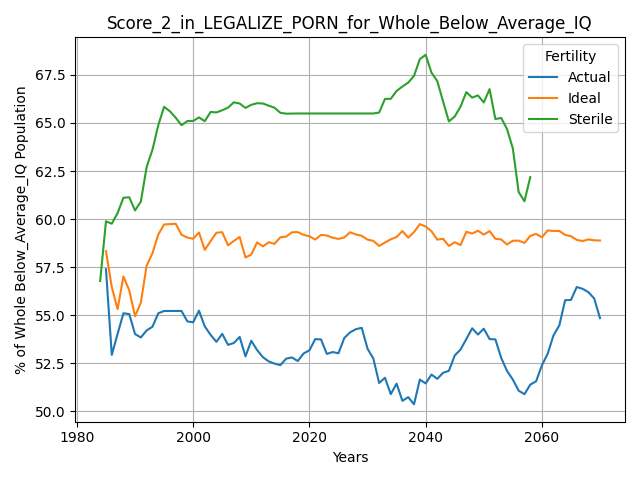 Score_2_in_LEGALIZE_PORN_for_Whole_Below_Average_IQ
% of Whole Below_Average_IQ Population
67.5
65.0
62.5
60.0
57.5
55.0
52.5
50.0
Fertility
Actual
Ideal
Sterile
1980
2000
2020
2040
2060
Years